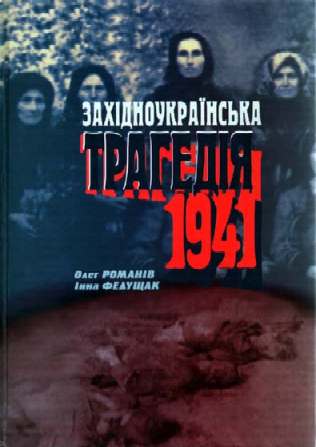 ЗАХІДНОУКРАЇНСЬКА
ТРАГЕДІЯ
1941
Олег РОМАНІВ
Інна ФЕДУЩАК